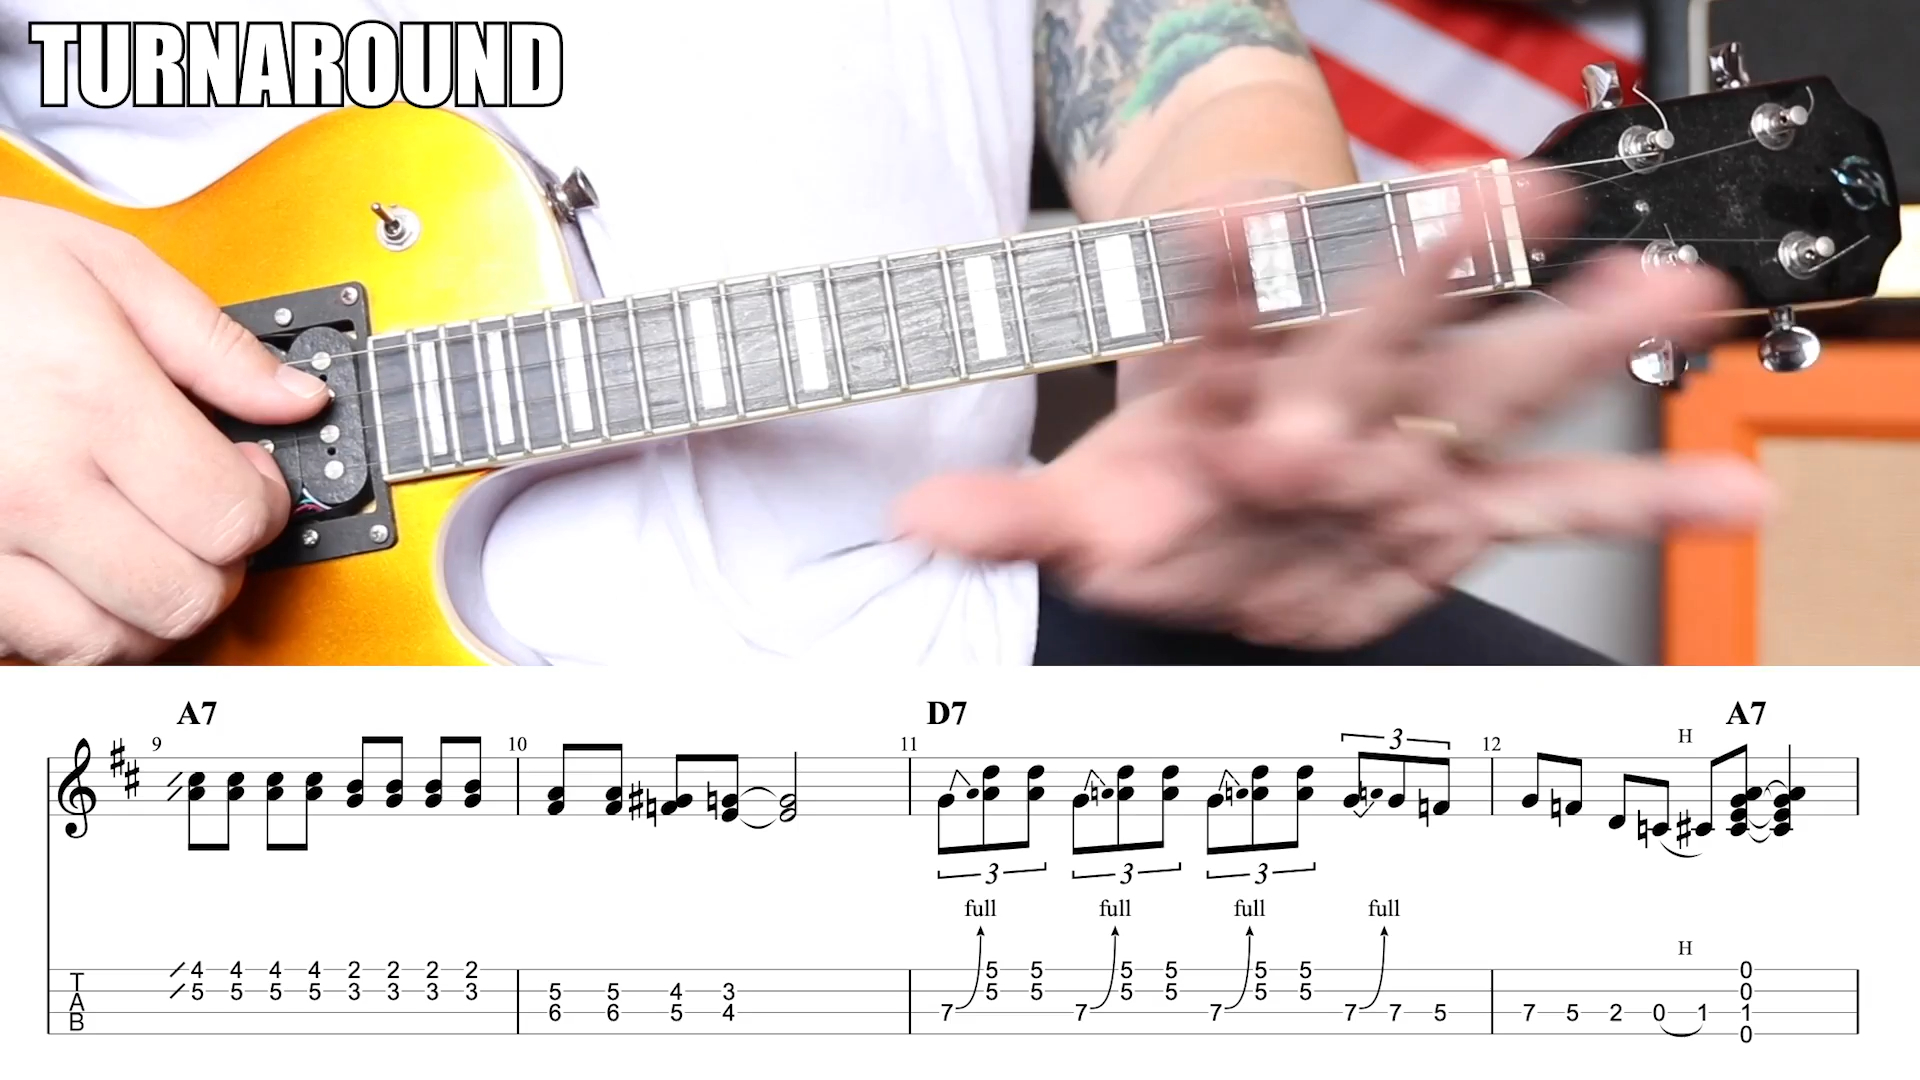 TURNAROUND
A7 D7 A7
9 10 11 12
3 H
3 3 3
full full full full
H
4 4 4 4 2 2 2 2 5 5 5 5 0
T 5 5 5 5 3 3 3 3 5 5 4 3 5 5 5 5 5 5 0
A 6 6 5 4 7 7 7 7 7 5 7 5 2 0 1 1
B 0